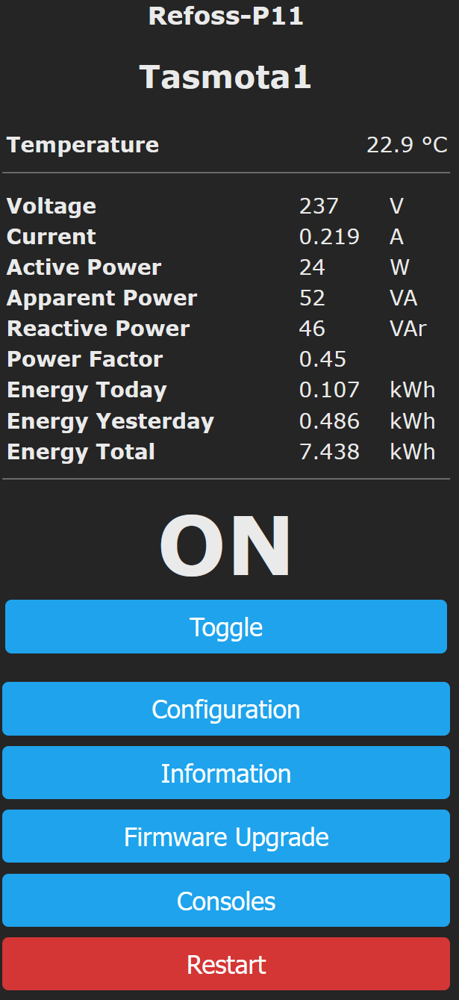 Refoss-P11
Tasmota1
Temperature 22.9 °C
Voltage 237 V
Current 0.219 A
Active Power 24 W
Apparent Power 52 VA
Reactive Power 46 VAr
Power Factor 0.45
Energy Today 0.107 kWh
Energy Yesterday 0.486 kWh
Energy Total 7.438 kWh
ON
Toggle
Configuration
Information
Firmware Upgrade
Consoles
Restart